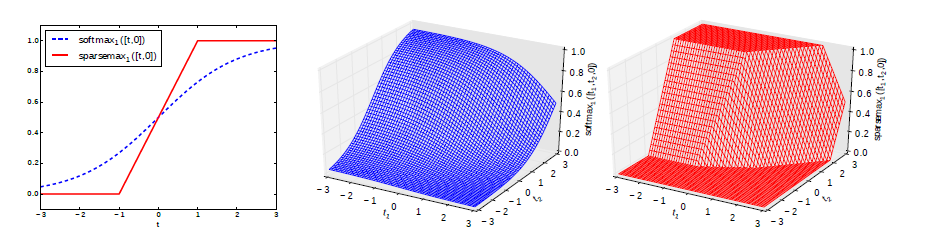 softmax1([t,0])
sparsemax1([t,0])
1.0
0.8
0.6
0.4
0.2
0.0
−3 −2 −1 0 1 2 3
t
1.0
0.8
0.6
0.4
0.2
0.0
softmax1([t1,t2,0])
−3 −2 −1 0 1 2 3
t1
−3 −2 −1 0 1 2 3
t2
1.0
0.8
0.6
0.4
0.2
0.0
sparsemax1([t1,t2,0])
−3 −2 −1 0 1 2 3
t1
−3 −2 −1 0 1 2 3
t2